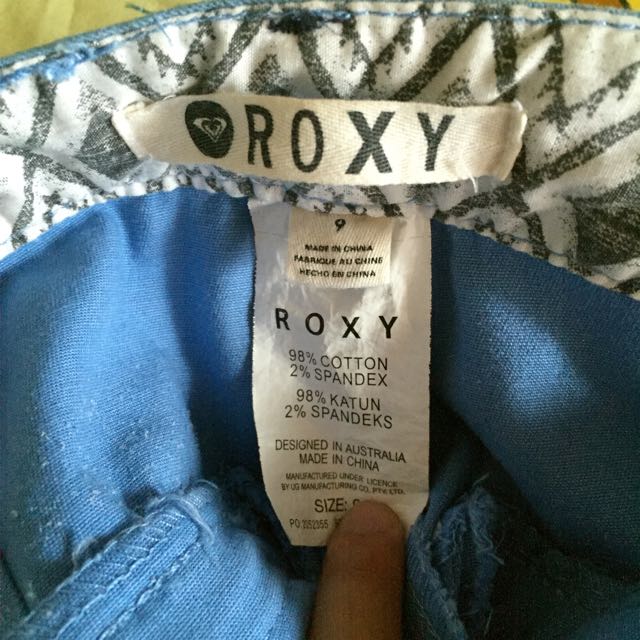 ROXY
9
MADE IN CHINA
FABRIQUE AU CHINE
HECHO EN CHINA
ROXY
98% COTTON
2% SPANDEX
98% KATUN
2% SPANDEKS
DESIGNED IN AUSTRALIA
MADE IN CHINA
MANUFACTURED UNDER LICENCE
BY UG MANUFACTURING CO. PTY. LTD.
SIZE:
PO: